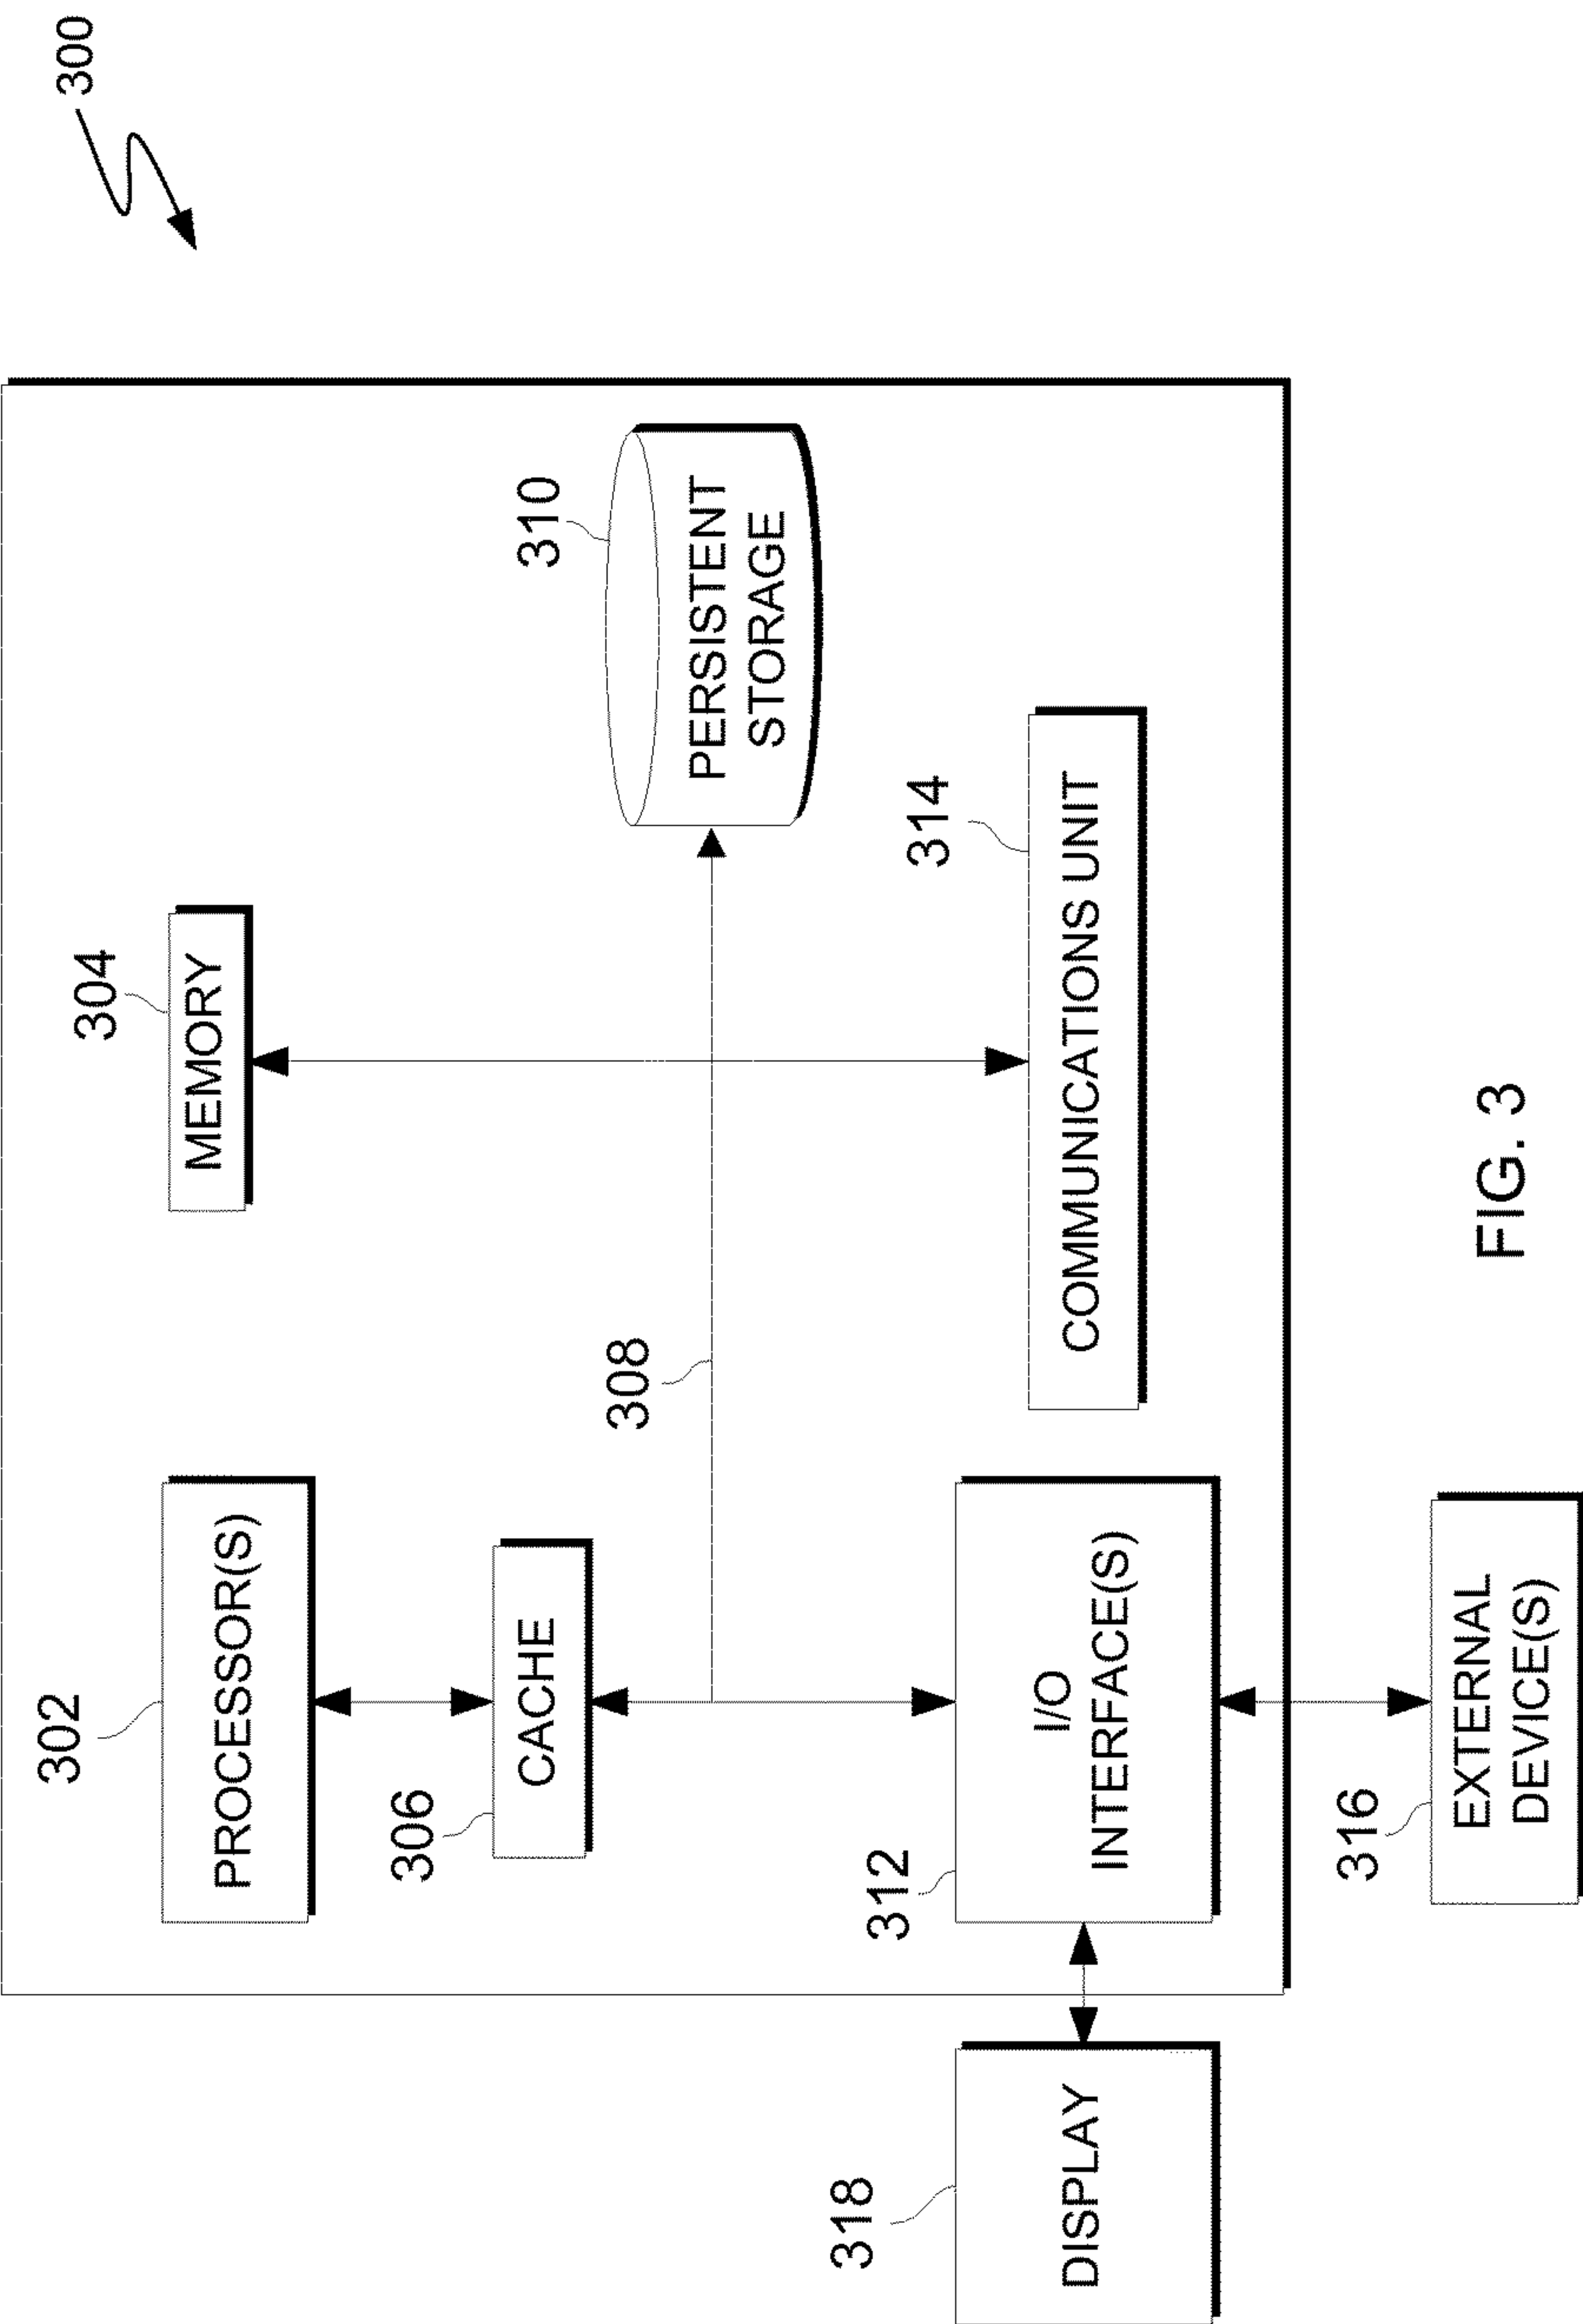 300
302
PROCESSOR(S)
304
MEMORY
306
CACHE
308
310
PERSISTENT
STORAGE
312
I/O
INTERFACE(S)
314
COMMUNICATIONS UNIT
318
DISPLAY
316
EXTERNAL
DEVICE(S)
FIG. 3